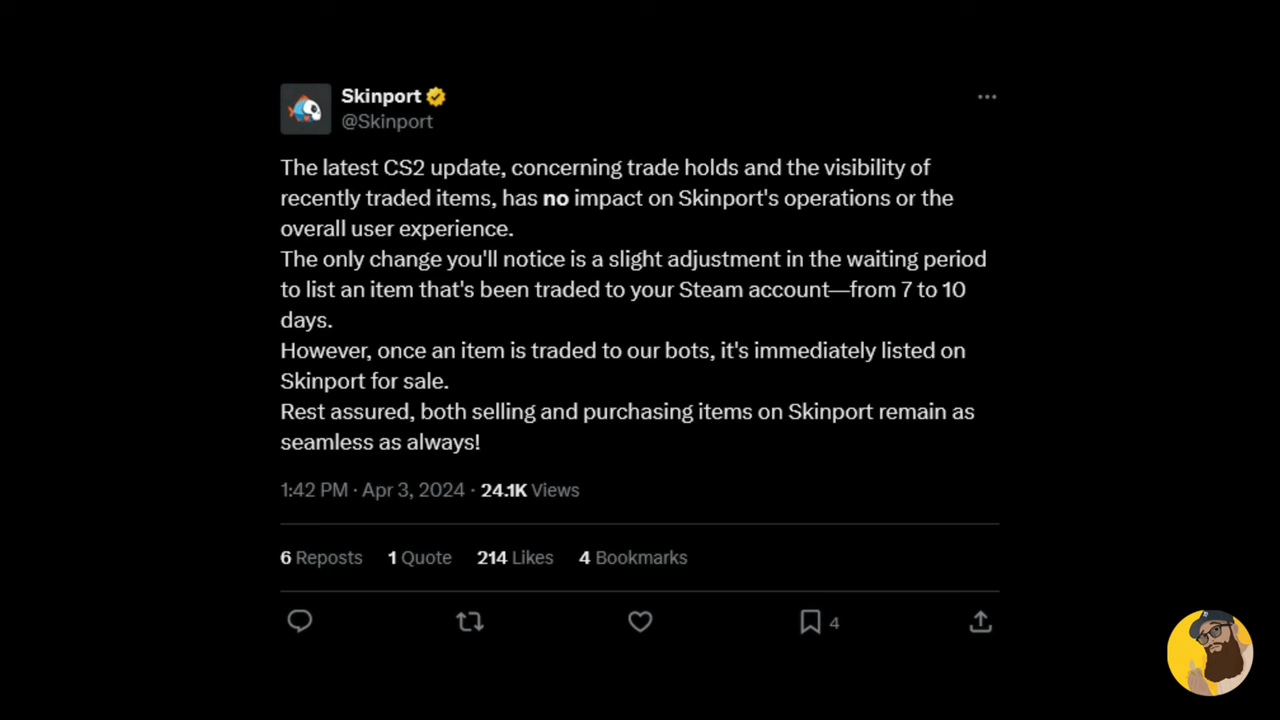 Skinport
@Skinport
The latest CS2 update, concerning trade holds and the visibility of
recently traded items, has no impact on Skinport's operations or the
overall user experience.
The only change you'll notice is a slight adjustment in the waiting period
to list an item that's been traded to your Steam account—from 7 to 10
days.
However, once an item is traded to our bots, it's immediately listed on
Skinport for sale.
Rest assured, both selling and purchasing items on Skinport remain as
seamless as always!
1:42 PM · Apr 3, 2024 · 24.1K Views
6 Reposts 1 Quote 214 Likes 4 Bookmarks
4